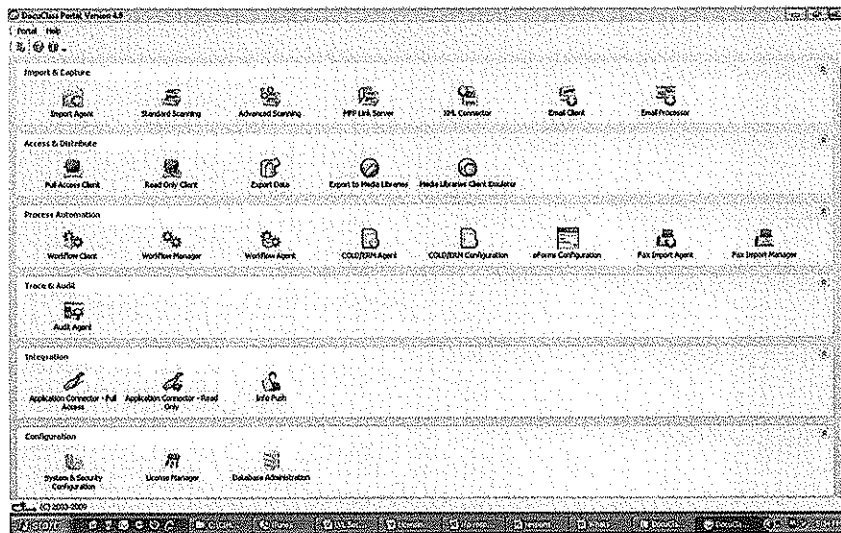 DocuClass Portal Version 4.9
Portal Help
Import & Capture
Import Agent Standard Scanning Advanced Scanning MFP Link Server XML Connector Email Client Email Processor
Access & Distribute
Full Access Client Read Only Client Export Data Export to Media Libraries Media Libraries Client Emulator
Process Automation
Workflow Client Workflow Manager Workflow Agent COLD/ERM Agent COLD/ERM Configuration eForms Configuration Fax Import Agent Fax Import Manager
Trace & Audit
Audit Agent
Integration
Application Connector - Full Access Application Connector - Read Only Info Push
Configuration
System & Security Configuration License Manager Database Administration
(C) 2003-2009
start iTunes